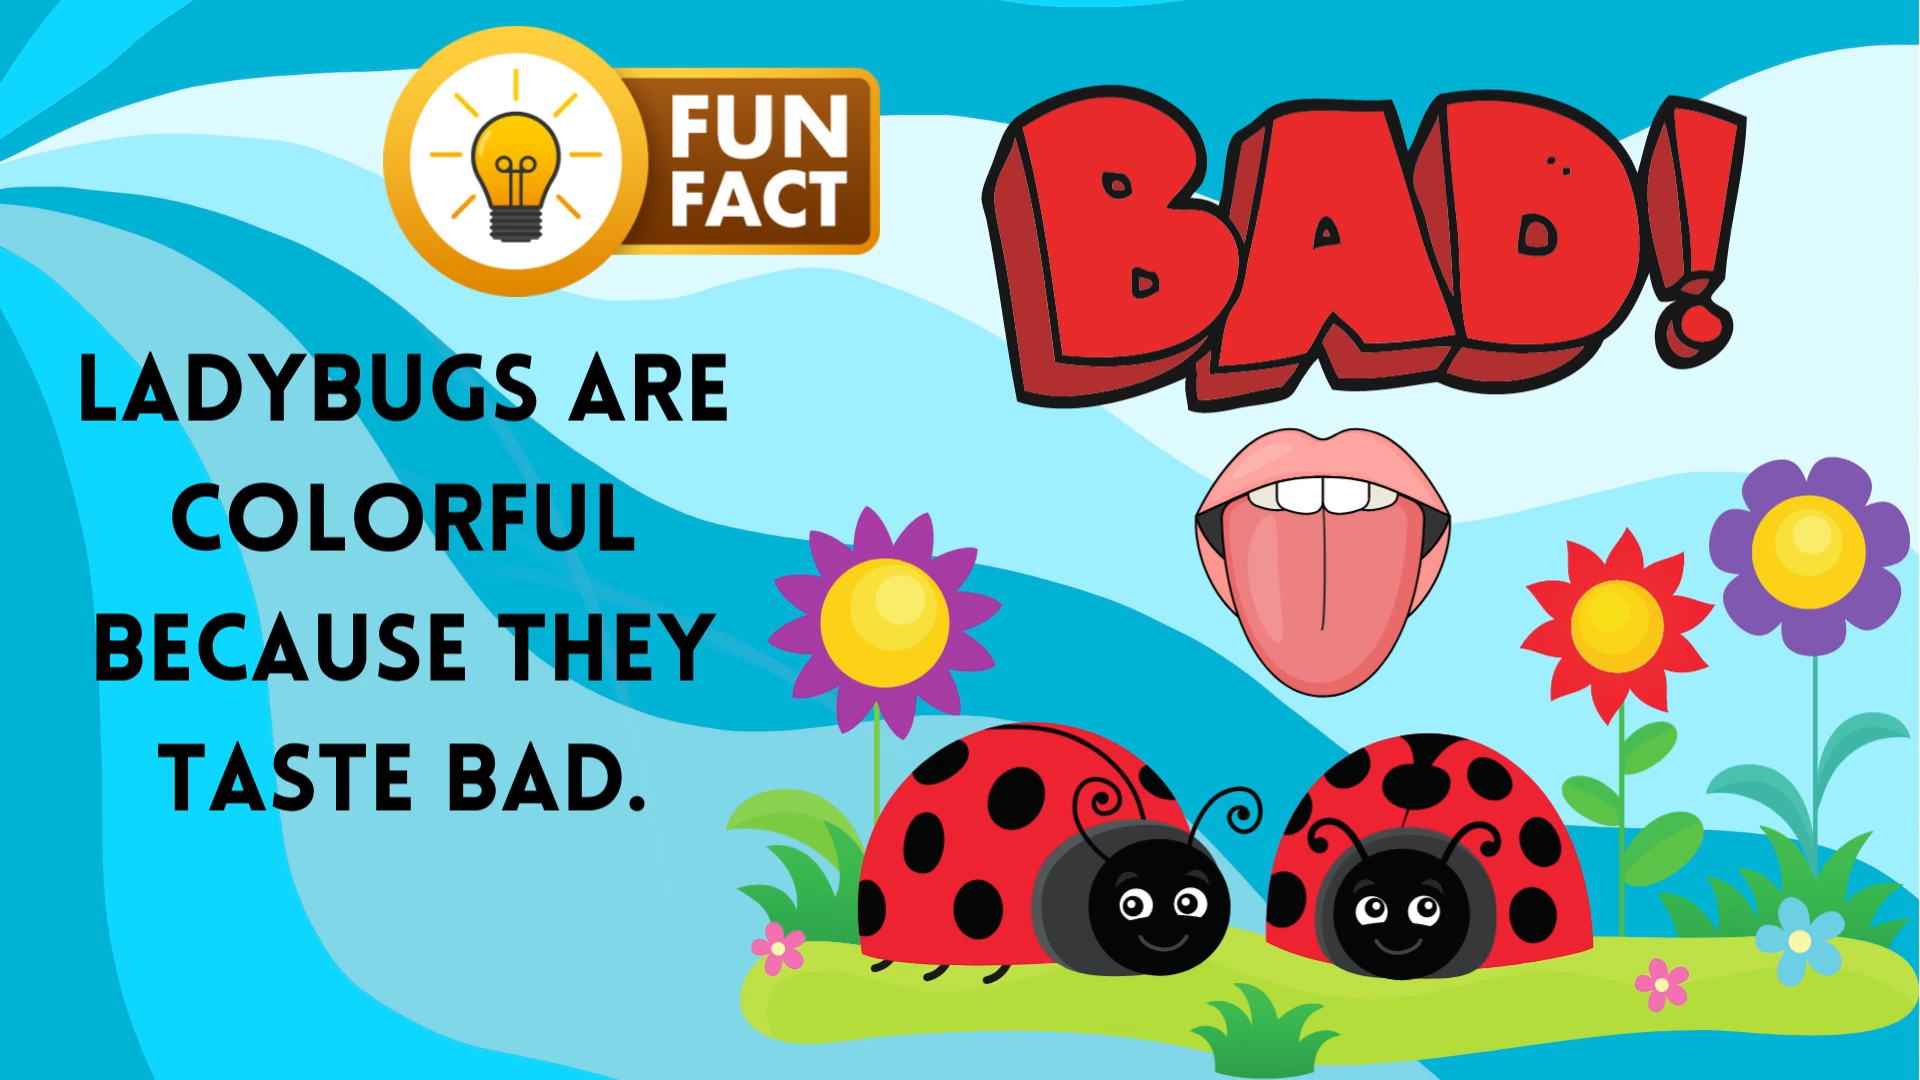 FUN
FACT
BAD!
LADYBUGS ARE
COLORFUL
BECAUSE THEY
TASTE BAD.